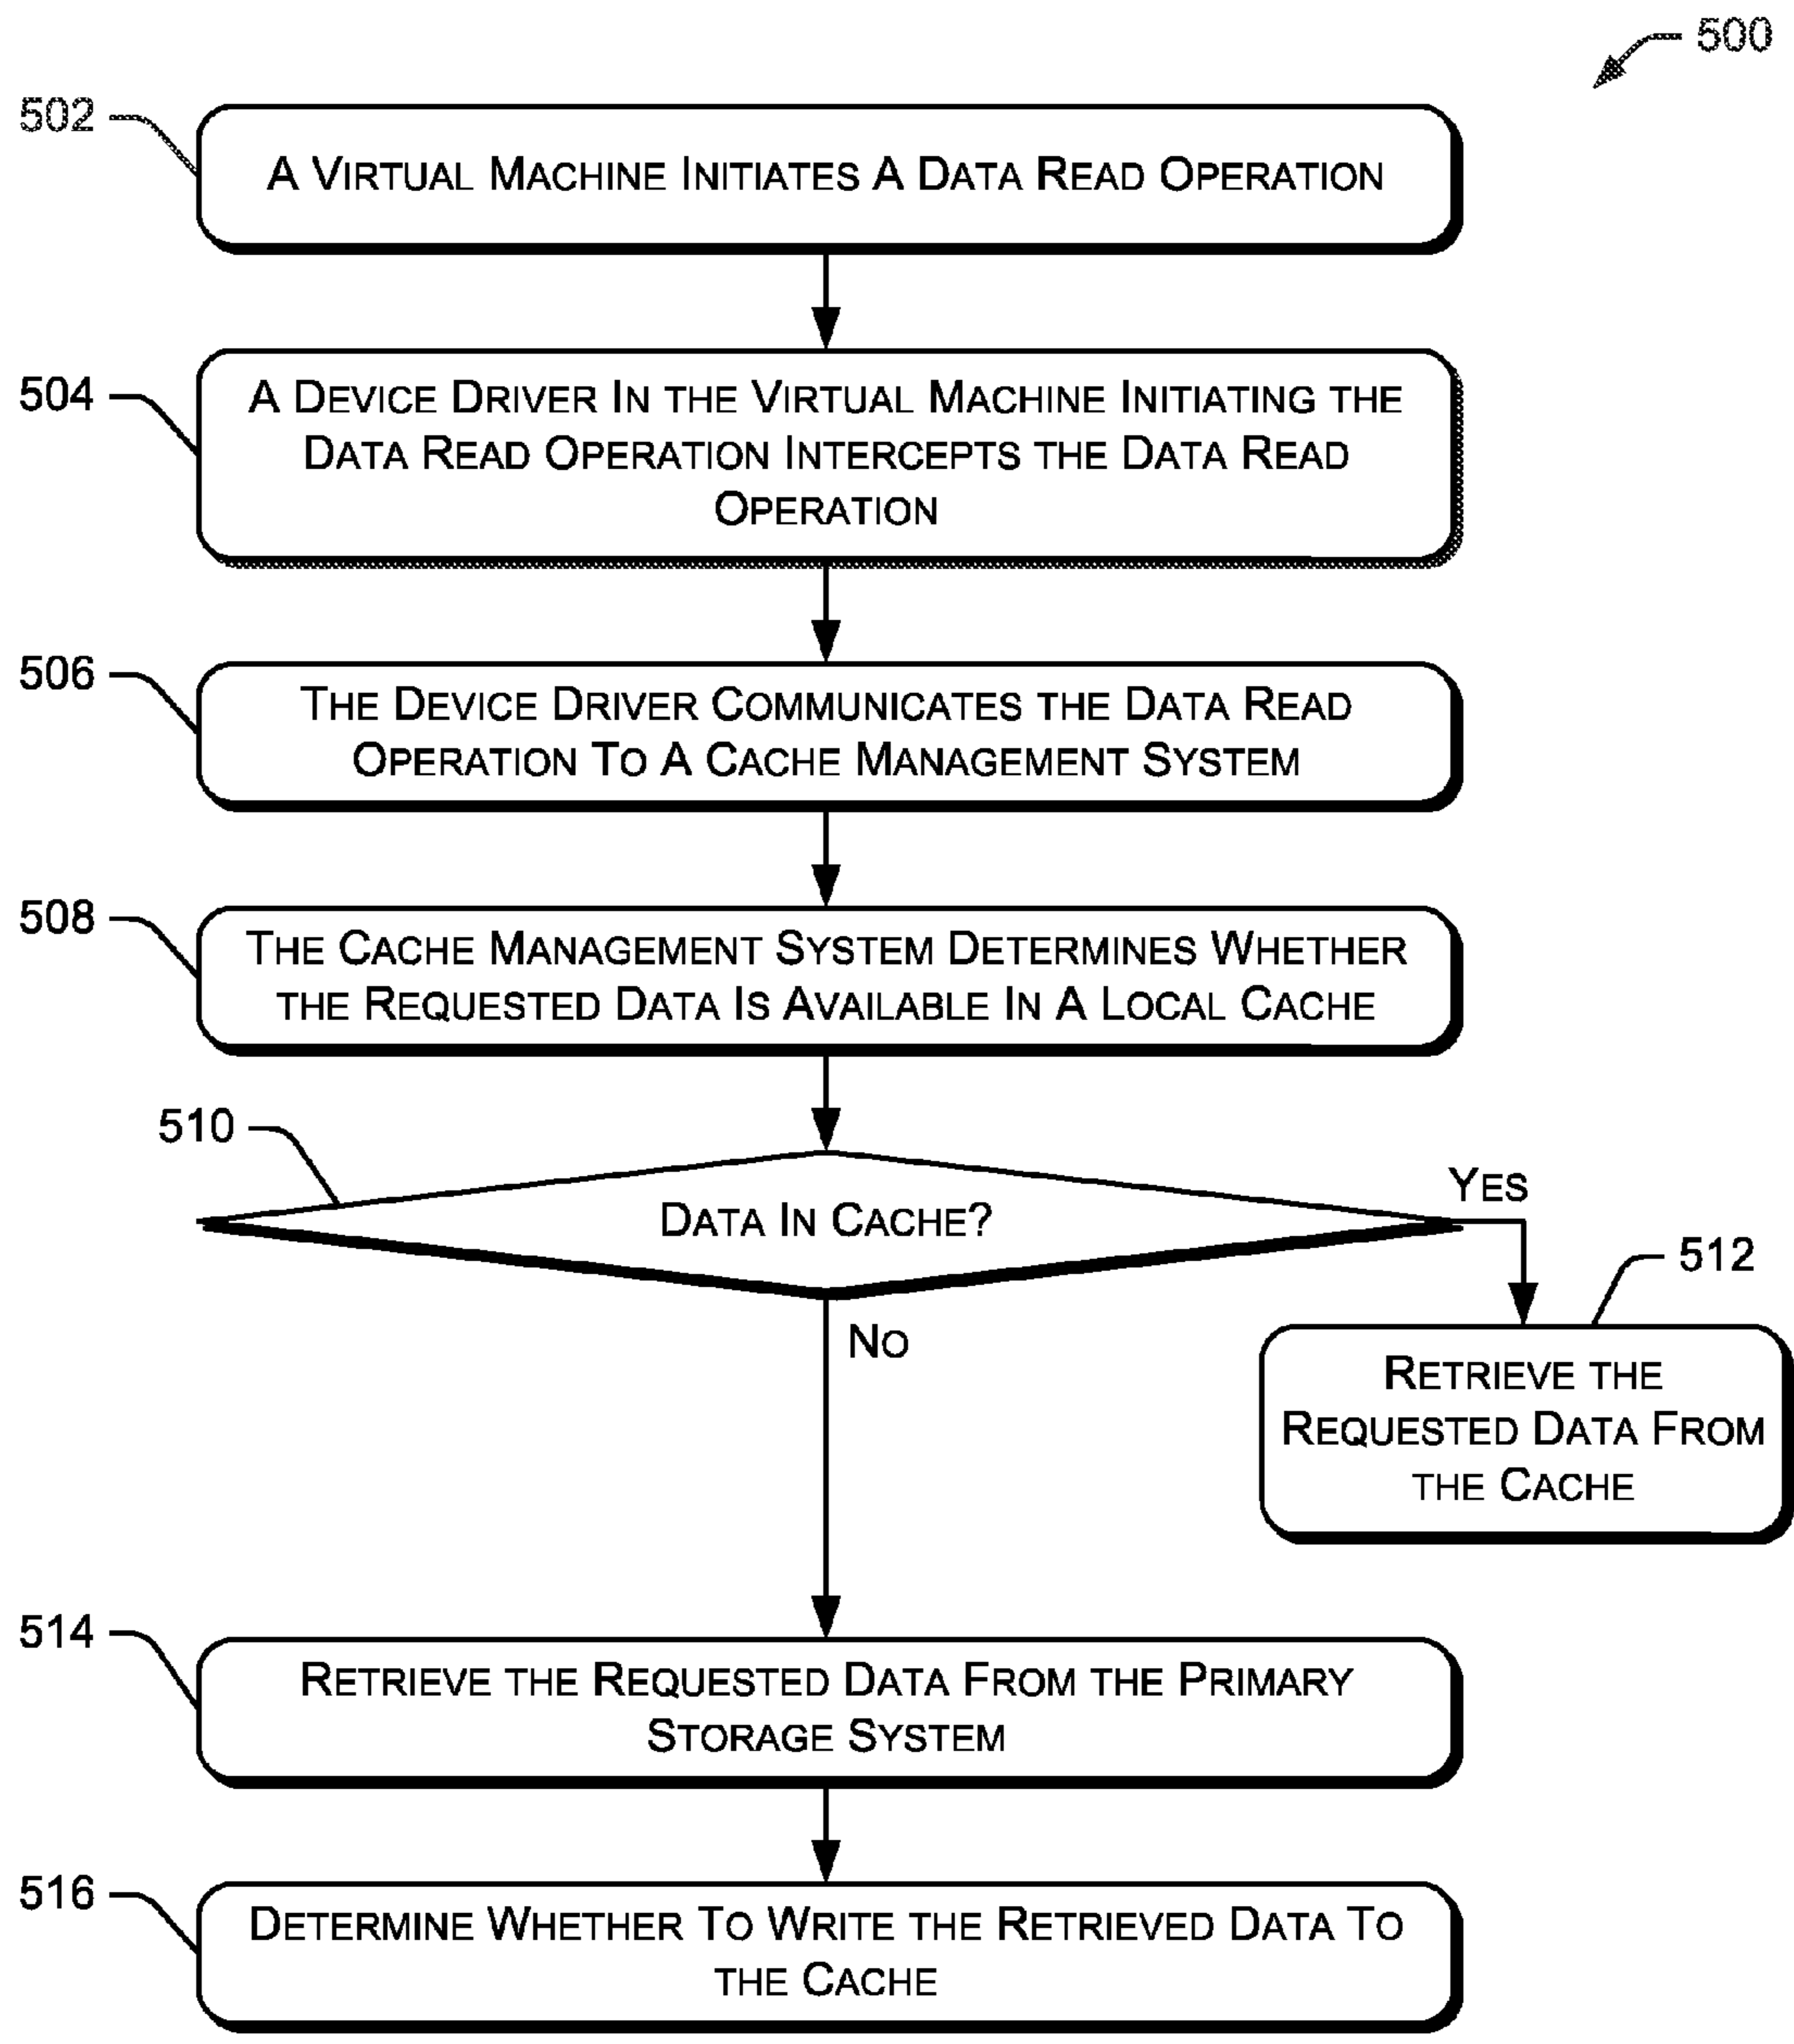 500
502
A VIRTUAL MACHINE INITIATES A DATA READ OPERATION
504
A DEVICE DRIVER IN THE VIRTUAL MACHINE INITIATING THE
DATA READ OPERATION INTERCEPTS THE DATA READ
OPERATION
506
THE DEVICE DRIVER COMMUNICATES THE DATA READ
OPERATION TO A CACHE MANAGEMENT SYSTEM
508
THE CACHE MANAGEMENT SYSTEM DETERMINES WHETHER
THE REQUESTED DATA IS AVAILABLE IN A LOCAL CACHE
510
DATA IN CACHE?
YES
512
NO
RETRIEVE THE
REQUESTED DATA FROM
THE CACHE
514
RETRIEVE THE REQUESTED DATA FROM THE PRIMARY
STORAGE SYSTEM
516
DETERMINE WHETHER TO WRITE THE RETRIEVED DATA TO
THE CACHE